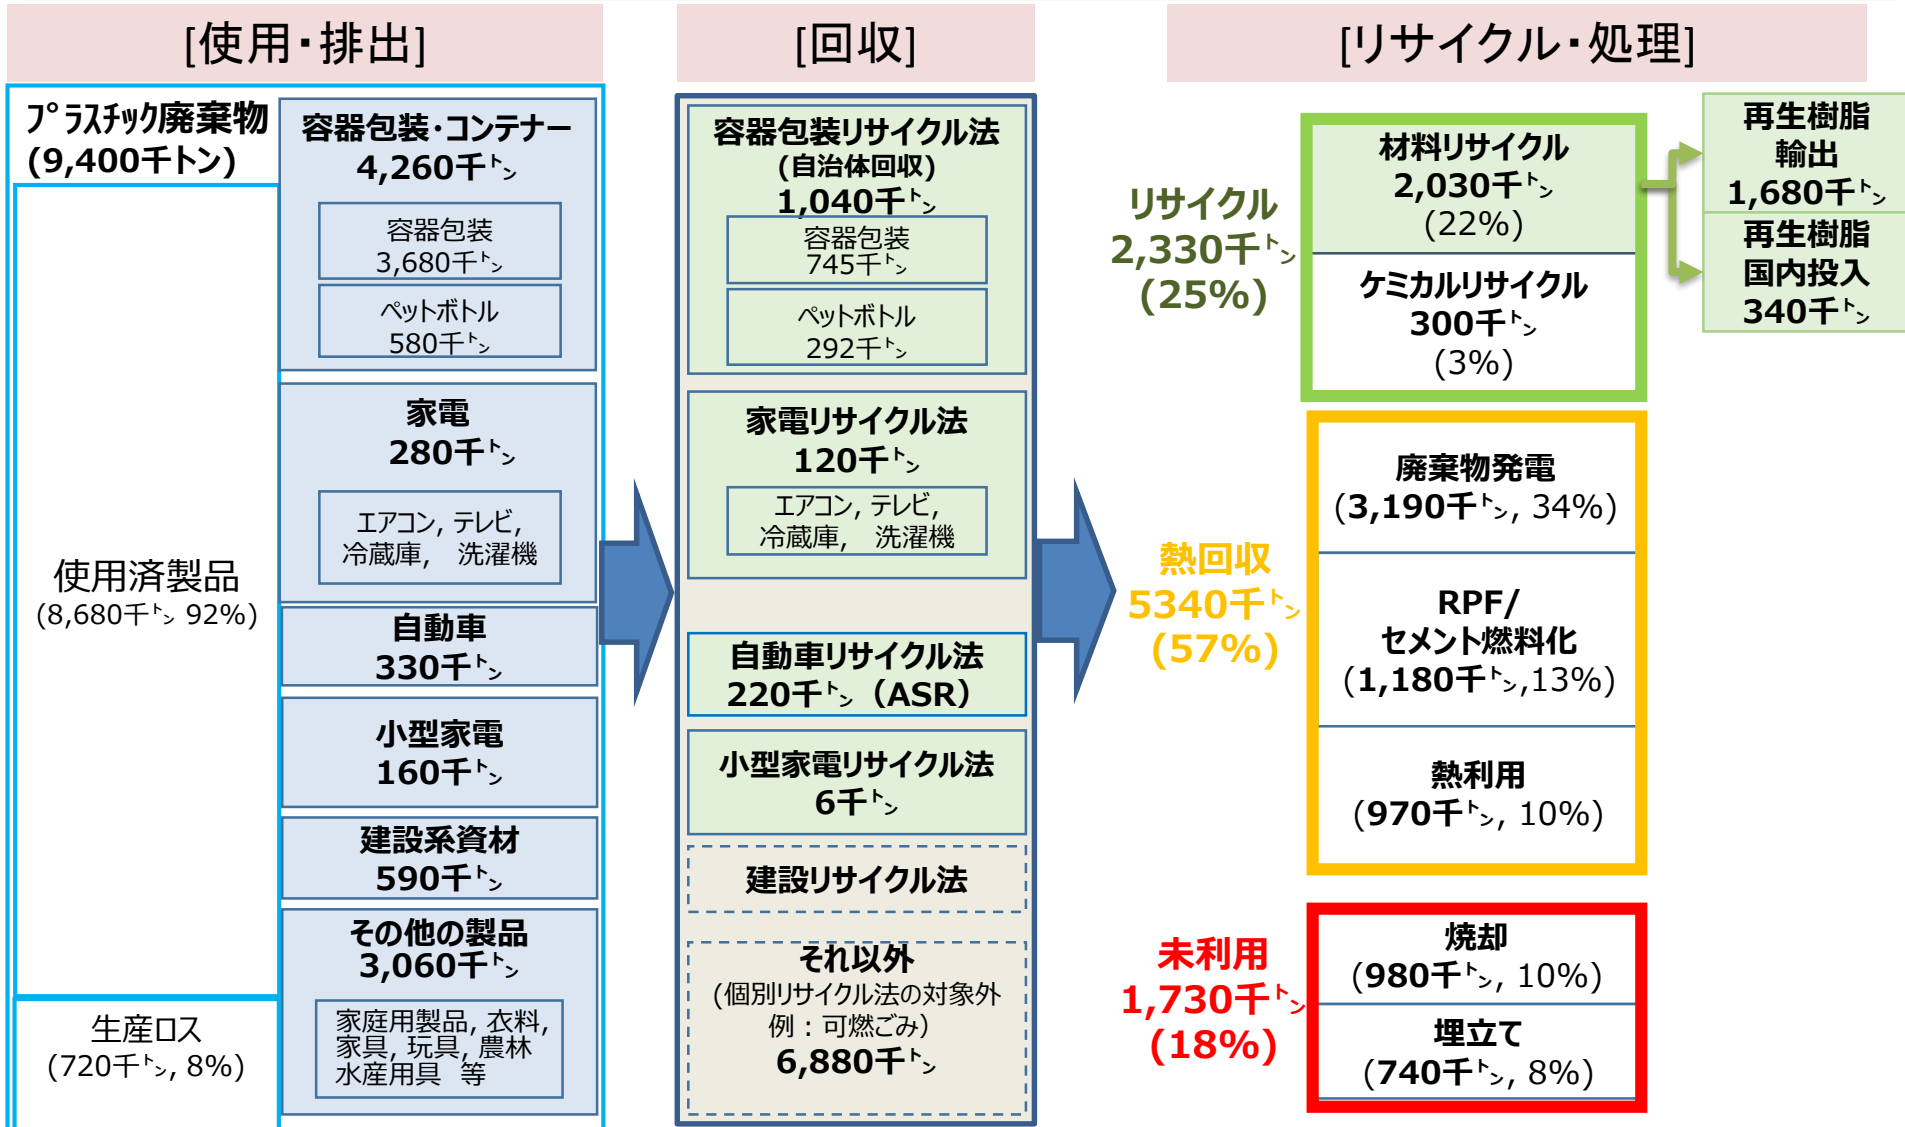 [使用・排出]
プラスチック廃棄物
(9,400千トン)
使用済製品
(8,680千トン 92%)
生産ロス
(720千トン, 8%)
容器包装・コンテナー
4,260千トン
容器包装
3,680千トン
ペットボトル
580千トン
家電
280千トン
エアコン, テレビ,
冷蔵庫, 洗濯機
自動車
330千トン
小型家電
160千トン
建設系資材
590千トン
その他の製品
3,060千トン
家庭用製品, 衣料,
家具, 玩具, 農林
水産用具 等
[回収]
容器包装リサイクル法
(自治体回収)
1,040千トン
容器包装
745千トン
ペットボトル
292千トン
家電リサイクル法
120千トン
エアコン, テレビ,
冷蔵庫, 洗濯機
自動車リサイクル法
220千トン（ASR）
小型家電リサイクル法
6千トン
建設リサイクル法
それ以外
(個別リサイクル法の対象外
例：可燃ごみ)
6,880千トン
[リサイクル・処理]
リサイクル
2,330千トン
(25%)
材料リサイクル
2,030千トン
(22%)
ケミカルリサイクル
300千トン
(3%)
再生樹脂
輸出
1,680千トン
再生樹脂
国内投入
340千トン
熱回収
5340千トン
(57%)
廃棄物発電
(3,190千トン, 34%)
RPF/
セメント燃料化
(1,180千トン,13%)
熱利用
(970千トン, 10%)
未利用
1,730千トン
(18%)
焼却
(980千トン, 10%)
埋立て
(740千トン, 8%)